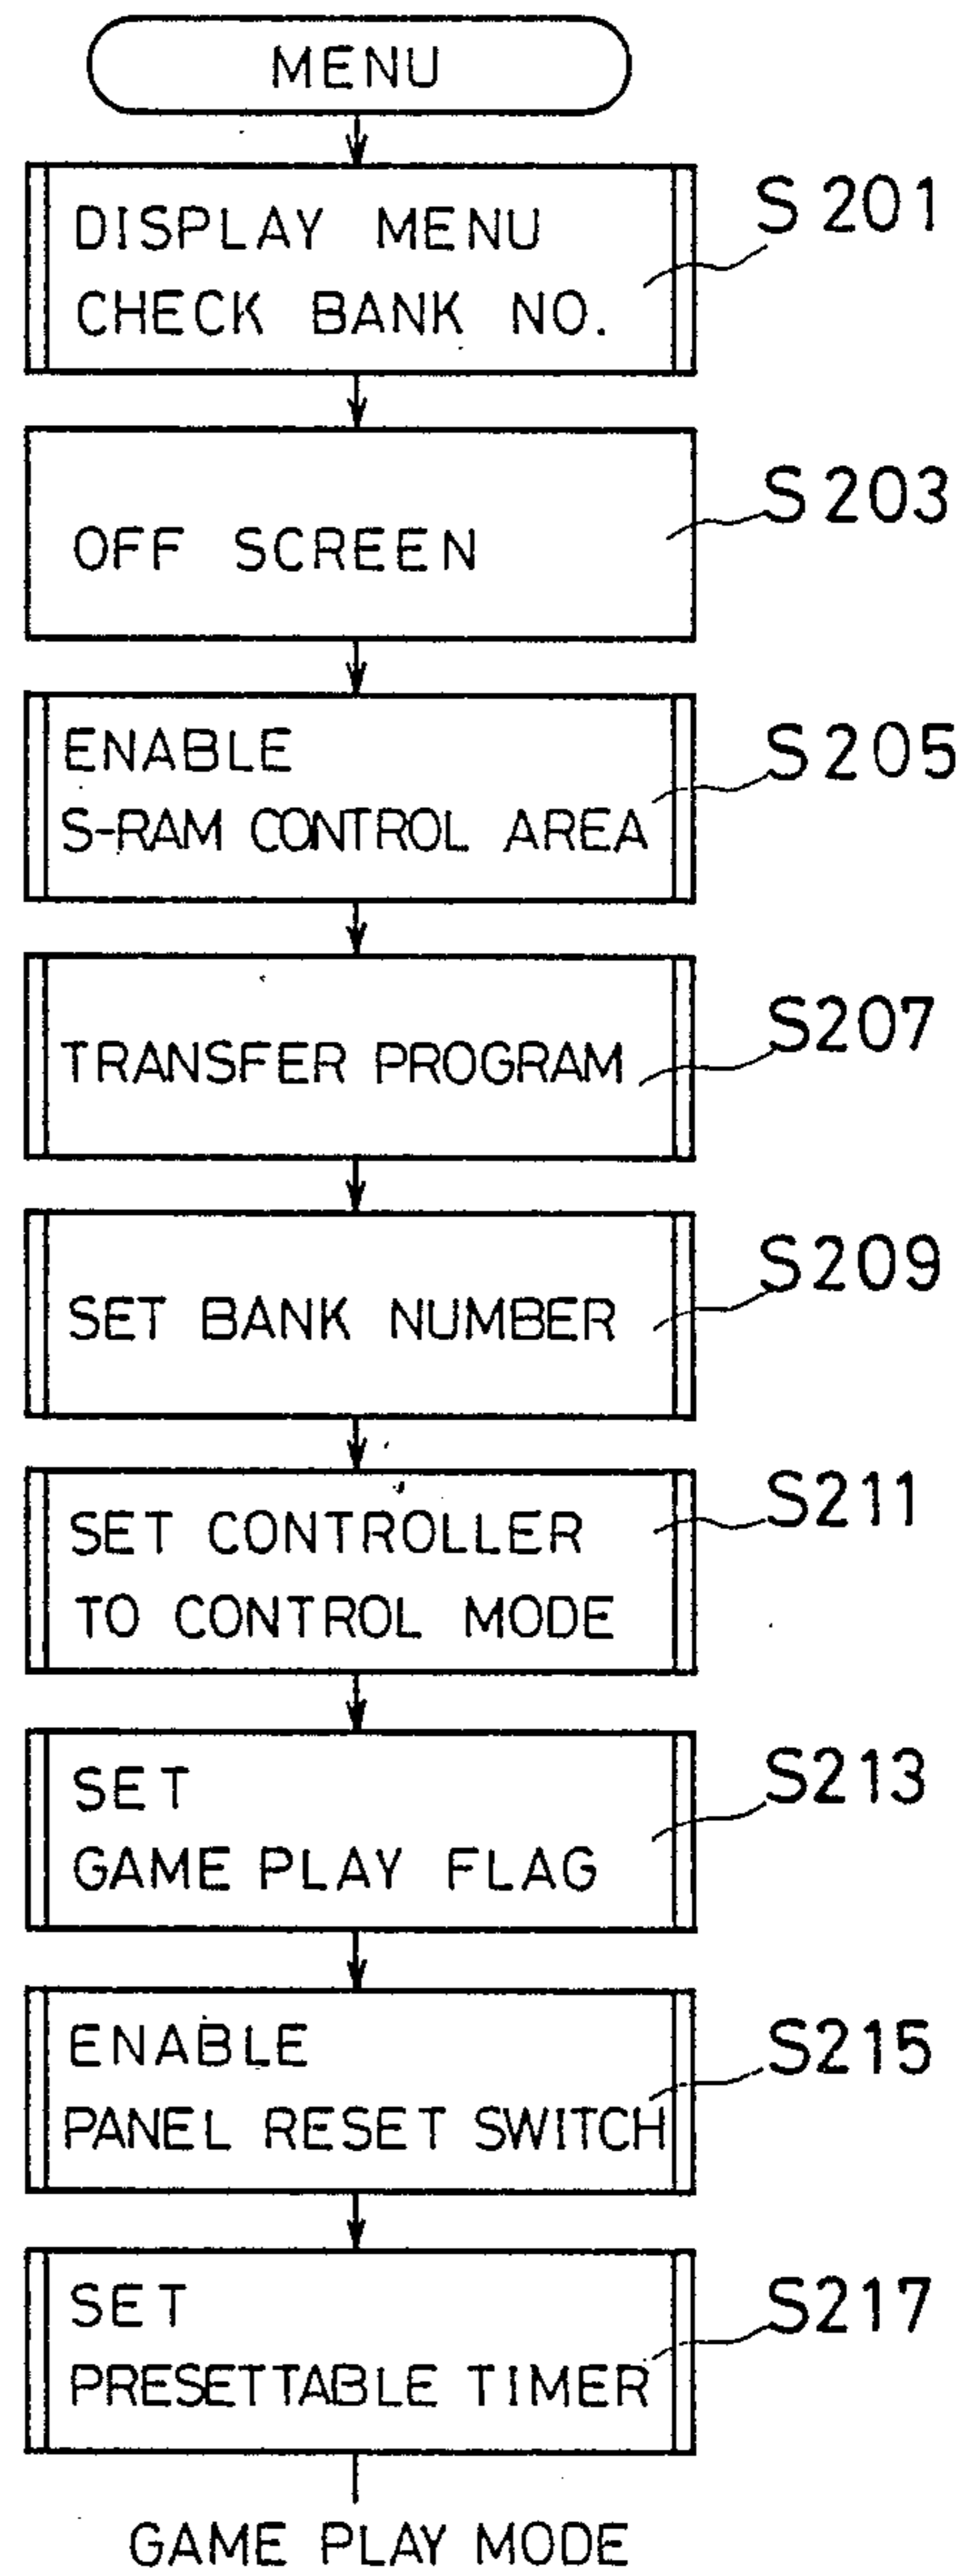 MENU
DISPLAY MENU
CHECK BANK NO.
S201
OFF SCREEN
S203
ENABLE
S-RAM CONTROL AREA
S205
TRANSFER PROGRAM
S207
SET BANK NUMBER
S209
SET CONTROLLER
TO CONTROL MODE
S211
SET
GAME PLAY FLAG
S213
ENABLE
PANEL RESET SWITCH
S215
SET
PRESETTABLE TIMER
S217
GAME PLAY MODE